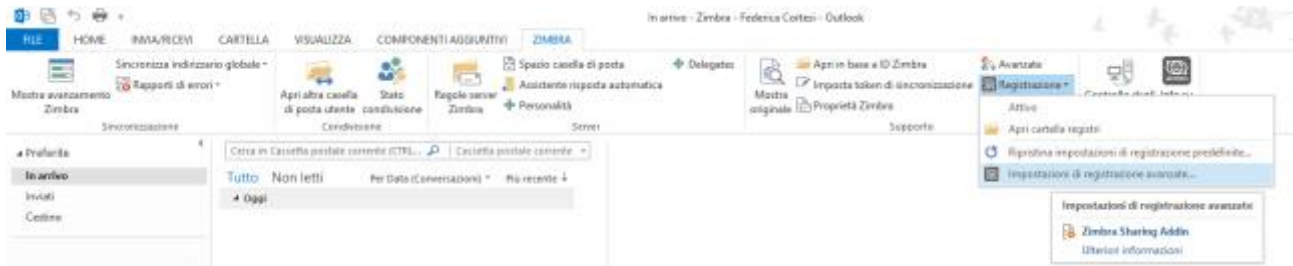 In arrivo - Zimbra - Federica Cortesi - Outlook
FILE HOME INVIA/RICEVI CARTELLA VISUALIZZA COMPONENTI AGGIUNTIVI ZIMBRA
Mostra avanzamento Zimbra
Sincronizza indirizzario globale
Rapporti di errori
Sincronizzazione
Apri altra casella di posta utente
Stato condivisione
Condivisione
Regole server Zimbra
Spazio casella di posta
Assistente risposta automatica
Personalità
Delegates
Server
Mostra originale
Apri in base a ID Zimbra
Imposta token di sincronizzazione
Proprietà Zimbra
Supporto
Avanzate
Registrazione
Attivo
Apri cartella registri
Ripristina impostazioni di registrazione predefinite...
Impostazioni di registrazione avanzate...
Impostazioni di registrazione avanzate
Zimbra Sharing Addin
Ulteriori informazioni
Preferite
In arrivo
Inviati
Cestino
Cerca in Cassetta postale corrente (CTRL... Cassetta postale corrente
Tutto Non letti Per Data (Conversazioni) Più recente
Oggi